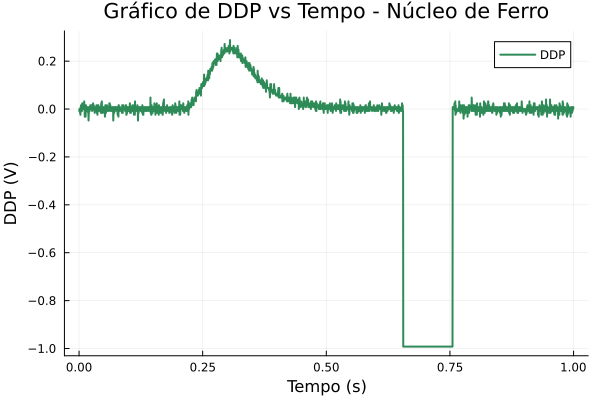 Gráfico de DDP vs Tempo - Núcleo de Ferro
DDP
DDP (V)
0.2
0.0
−0.2
−0.4
−0.6
−0.8
−1.0
0.00 0.25 0.50 0.75 1.00
Tempo (s)